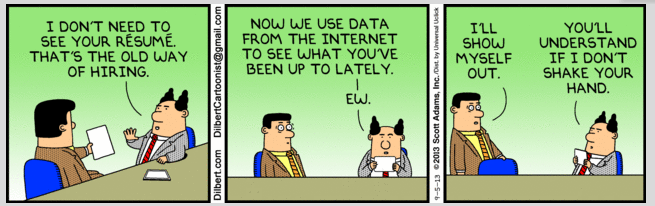 I DON'T NEED TO
SEE YOUR RÉSUMÉ.
THAT'S THE OLD WAY
OF HIRING.
Dilbert.com DilbertCartoonist@gmail.com
NOW WE USE DATA
FROM THE INTERNET
TO SEE WHAT YOU'VE
BEEN UP TO LATELY.
EW.
9-5-13 ©2013 Scott Adams, Inc. /Dist. by Universal Uclick
I'LL
SHOW
MYSELF
OUT.
YOU'LL
UNDERSTAND
IF I DON'T
SHAKE YOUR
HAND.